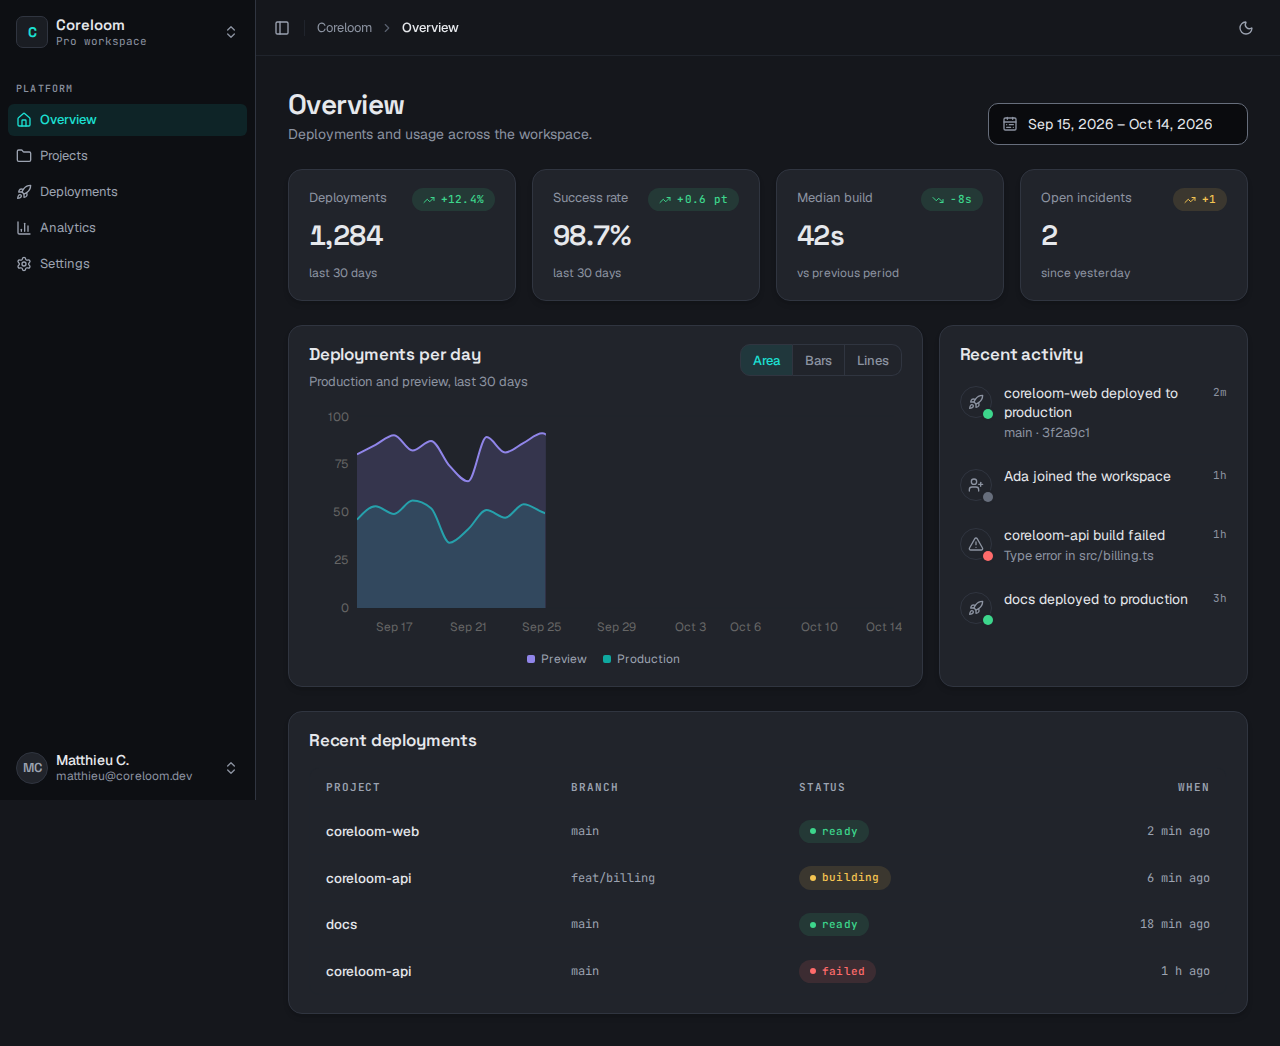 C
Coreloom
Pro workspace
PLATFORM
Overview
Projects
Deployments
Analytics
Settings
Matthieu C.
matthieu@coreloom.dev
MC
Coreloom > Overview
Overview
Deployments and usage across the workspace.
Sep 15, 2026 – Oct 14, 2026
Deployments
+12.4%
1,284
last 30 days
Success rate
+0.6 pt
98.7%
last 30 days
Median build
-8s
42s
vs previous period
Open incidents
+1
2
since yesterday
Deployments per day
Production and preview, last 30 days
Area Bars Lines
100
75
50
25
0
Sep 17 Sep 21 Sep 25 Sep 29 Oct 3 Oct 6 Oct 10 Oct 14
Preview Production
Recent activity
coreloom-web deployed to 2m
production
main · 3f2a9c1
Ada joined the workspace 1h
coreloom-api build failed 1h
Type error in src/billing.ts
docs deployed to production 3h
Recent deployments
PROJECT BRANCH STATUS WHEN
coreloom-web main ready 2 min ago
coreloom-api feat/billing building 6 min ago
docs main ready 18 min ago
coreloom-api main failed 1 h ago